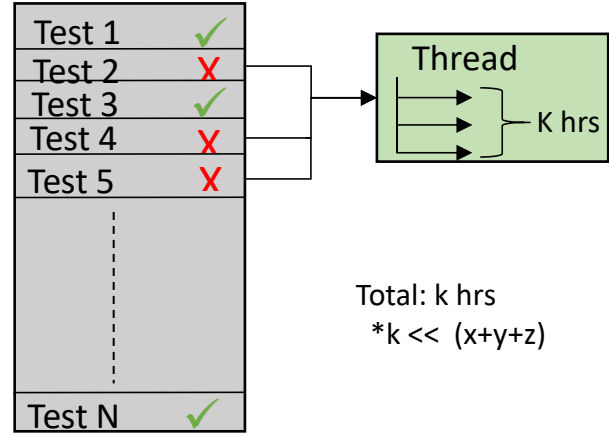 Test 1 ✓
Test 2 X
Test 3 ✓
Test 4 X
Test 5 X
Test N ✓
Thread
K hrs
Total: k hrs
*k << (x+y+z)